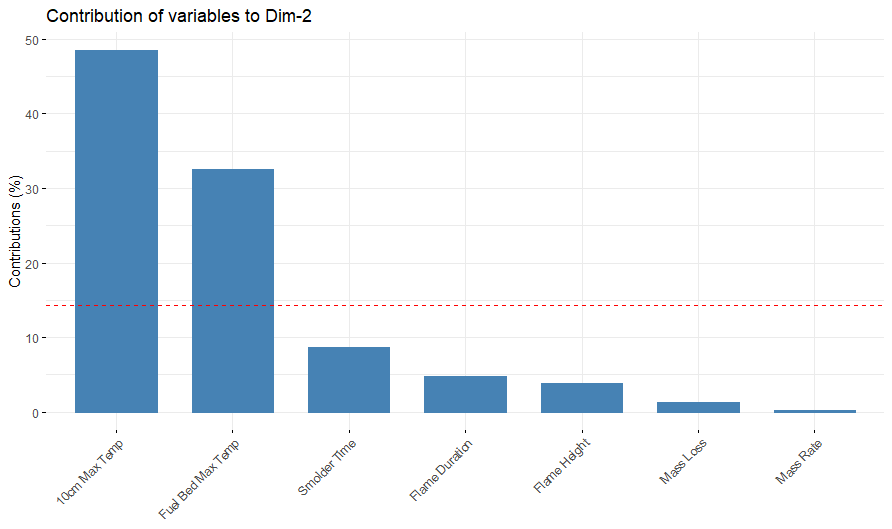 Contribution of variables to Dim-2
Contributions (%)
50
40
30
20
10
0
10cm Max Temp
Fuel Bed Max Temp
Smolder Time
Flame Duration
Flame Height
Mass Loss
Mass Rate